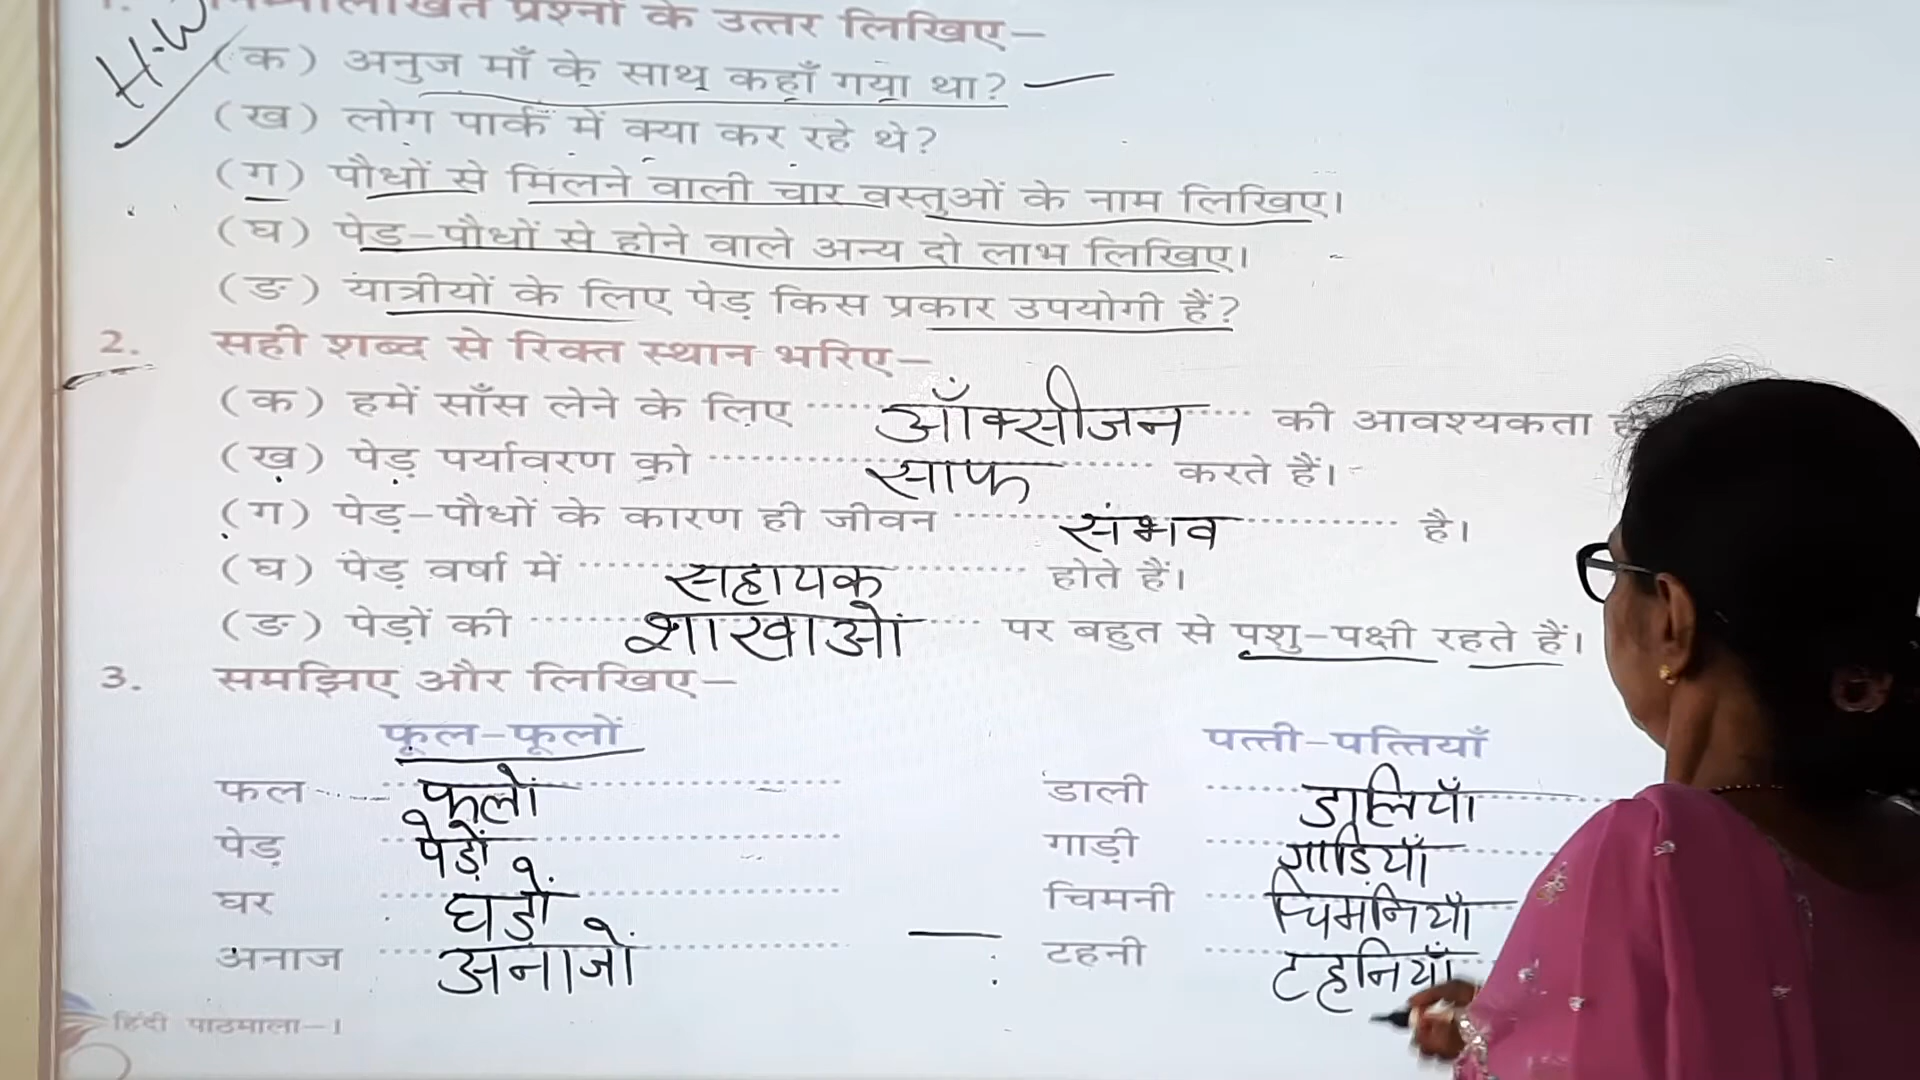 1. निम्नलिखित प्रश्नों के उत्तर लिखिए–
H.W (क) अनुज माँ के साथ कहाँ गया था?
(ख) लोग पार्क में क्या कर रहे थे?
(ग) पौधों से मिलने वाली चार वस्तुओं के नाम लिखिए।
(घ) पेड़-पौधों से होने वाले अन्य दो लाभ लिखिए।
(ङ) यात्रीयों के लिए पेड़ किस प्रकार उपयोगी हैं?
2. सही शब्द से रिक्त स्थान भरिए–
(क) हमें साँस लेने के लिए ऑक्सीजन की आवश्यकता
(ख) पेड़ पर्यावरण को साफ करते हैं।
(ग) पेड़-पौधों के कारण ही जीवन संभव है।
(घ) पेड़ वर्षा में सहायक होते हैं।
(ङ) पेड़ों की शाखाओं पर बहुत से पशु-पक्षी रहते हैं।
3. समझिए और लिखिए–
फूल-फूलों पत्ती-पत्तियाँ
फल फलों डाली डालियाँ
पेड़ पेड़ों गाड़ी गाड़ियाँ
घर घड़ों चिमनी चिमनियाँ
अनाज अनाजों टहनी टहनियाँ
हिंदी पाठमाला–1